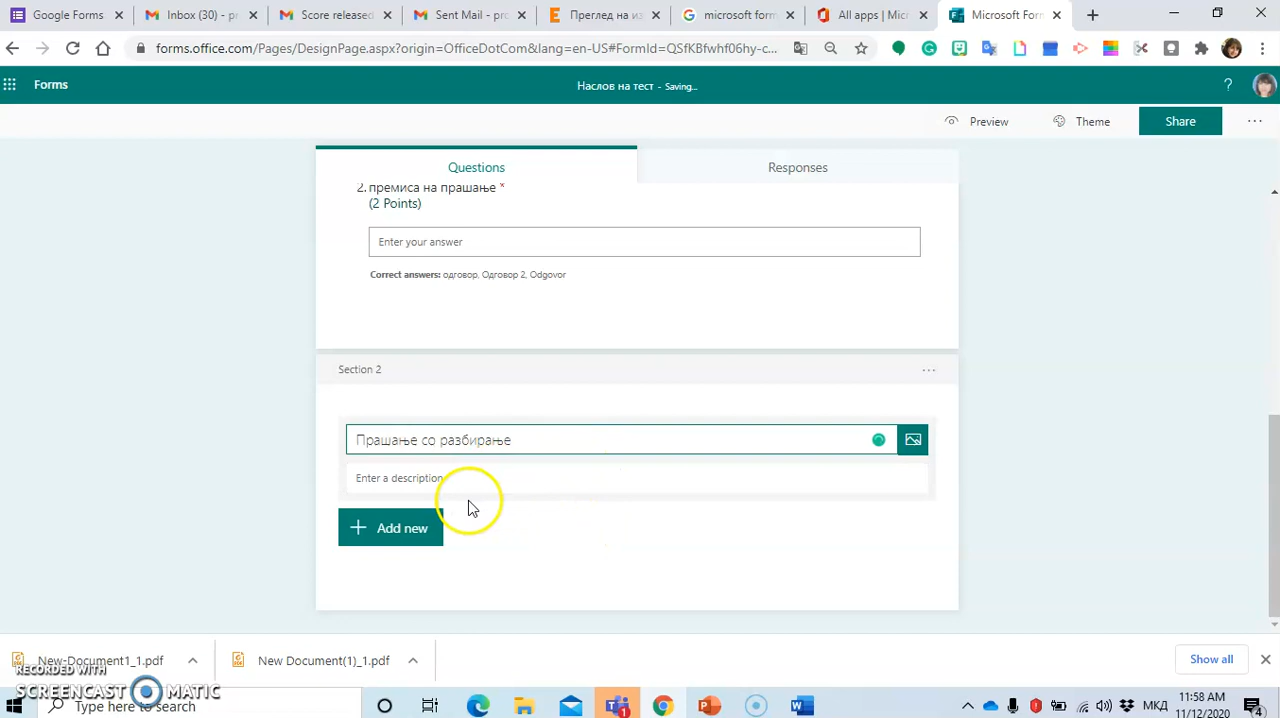 Google Forms
Inbox (30) - pr
Score released
Sent Mail - pro
Преглед на из
microsoft form
All apps | Micr
Microsoft For
forms.office.com/Pages/DesignPage.aspx?origin=OfficeDotCom&lang=en-US#FormId=QSfKBfwhf06hy-c...
Forms
Наслов на тест - Saving...
?
Preview
Theme
Share
...
Questions
Responses
2. премиса на прашање *
(2 Points)
Enter your answer
Correct answers: одговор, Одговор 2, Odgovor
Section 2
...
Прашање со разбирање
Enter a description
+ Add new
New-Document1_1.pdf
New Document(1)_1.pdf
Show all
RECORDED WITH
SCREENCAST MATIC
Type here to search
1
МКД
11:58 AM
11/12/2020
4